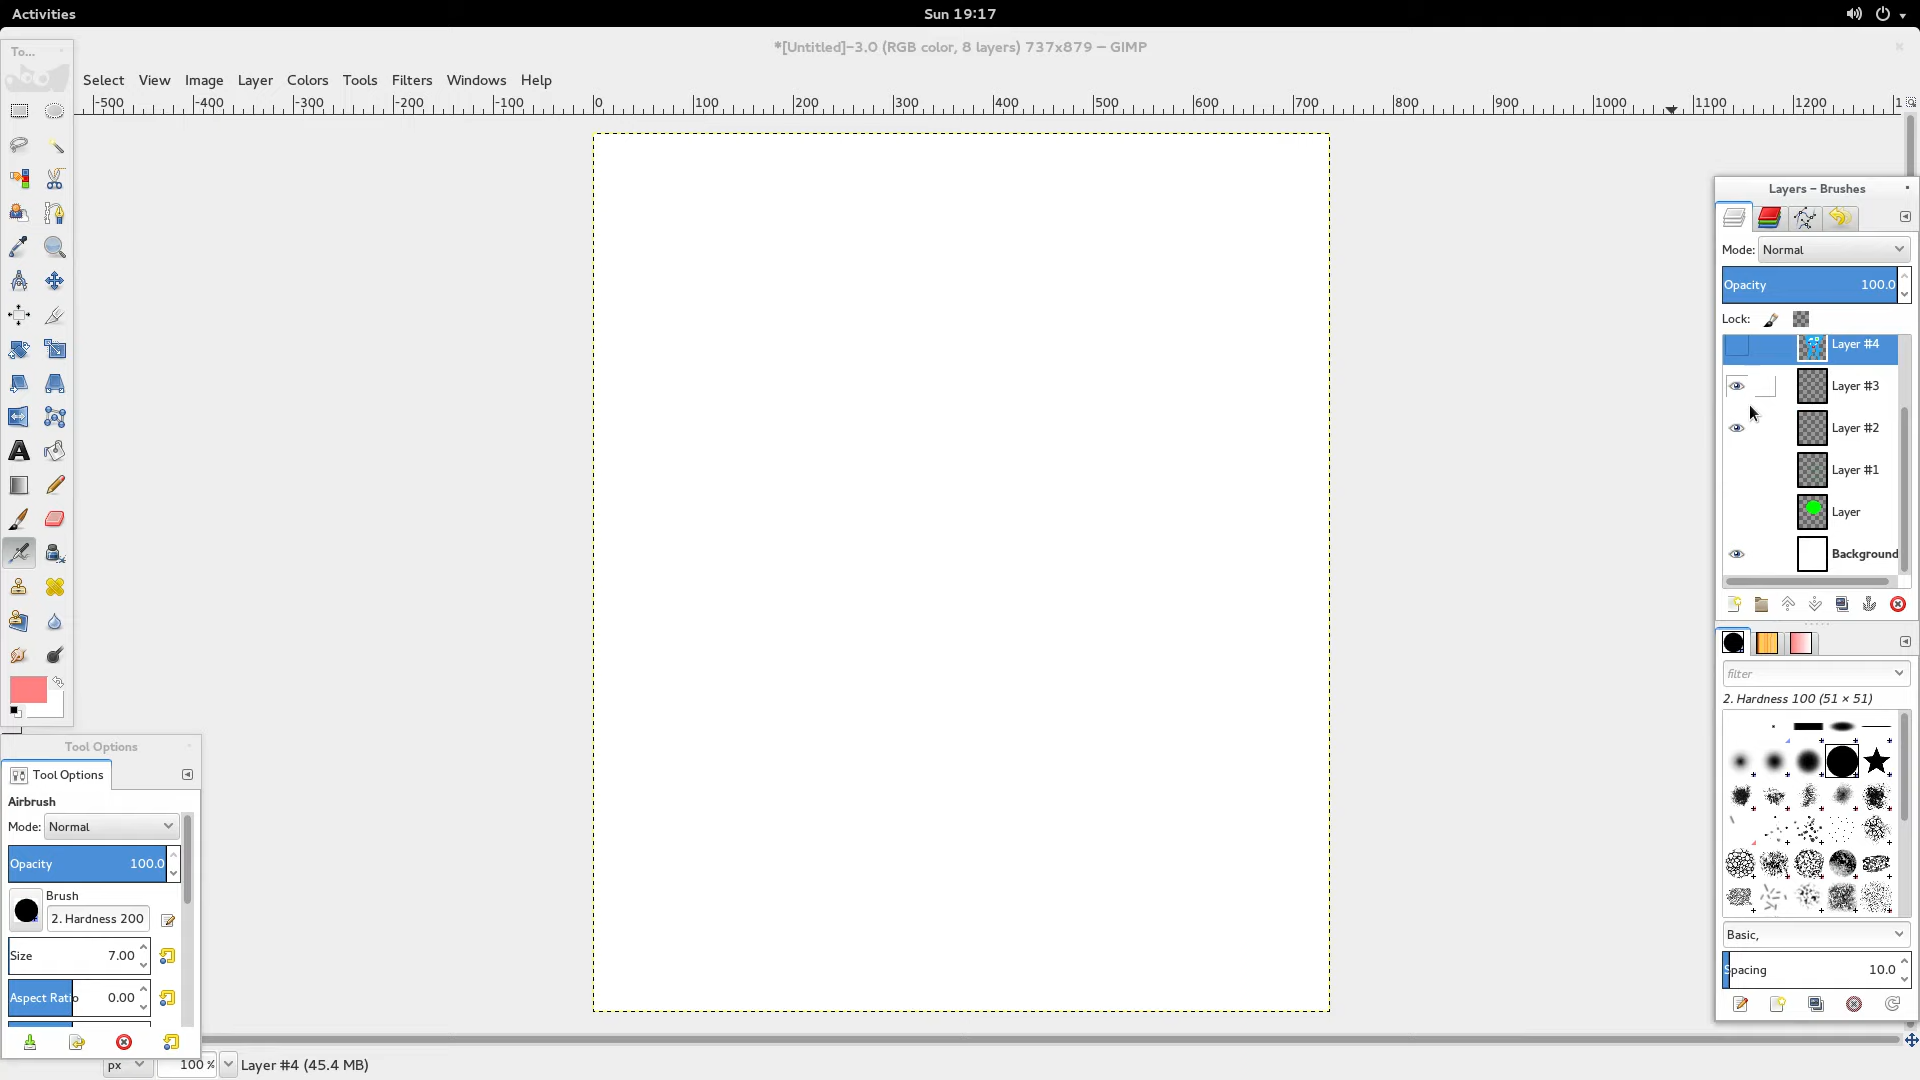 Activities
Sun 19:17
*[Untitled]-3.0 (RGB color, 8 layers) 737x879 – GIMP
To...
Select View Image Layer Colors Tools Filters Windows Help
-500 -400 -300 -200 -100 0 100 200 300 400 500 600 700 800 900 1000 1100 1200 1
Layers – Brushes
Mode: Normal
Opacity 100.0
Lock:
Layer #4
Layer #3
Layer #2
Layer #1
Layer
Background
filter
2. Hardness 100 (51 × 51)
Basic,
Spacing 10.0
Tool Options
Tool Options
Airbrush
Mode: Normal
Opacity 100.0
Brush
2. Hardness 200
Size 7.00
Aspect Ratio 0.00
px 100 % Layer #4 (45.4 MB)